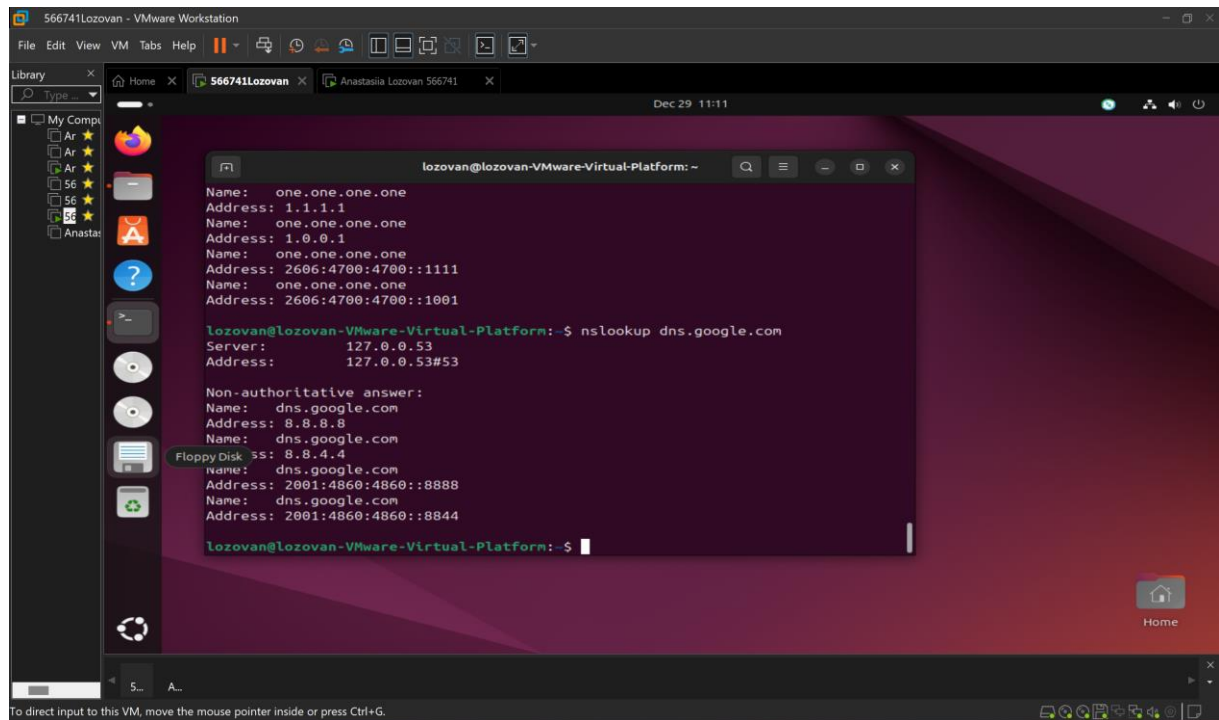 566741Lozovan - VMware Workstation
File Edit View VM Tabs Help
Library
Type ...
Home
566741Lozovan
Anastasiia Lozovan 566741
My Compu
Ar
Ar
Ar
56
56
56
Anastas
Dec 29 11:11
lozovan@lozovan-VMware-Virtual-Platform: ~
Name: one.one.one.one
Address: 1.1.1.1
Name: one.one.one.one
Address: 1.0.0.1
Name: one.one.one.one
Address: 2606:4700:4700::1111
Name: one.one.one.one
Address: 2606:4700:4700::1001
lozovan@lozovan-VMware-Virtual-Platform:~$ nslookup dns.google.com
Server: 127.0.0.53
Address: 127.0.0.53#53
Non-authoritative answer:
Name: dns.google.com
Address: 8.8.8.8
Name: dns.google.com
Floppy Disk
ss: 8.8.4.4
Name: dns.google.com
Address: 2001:4860:4860::8888
Name: dns.google.com
Address: 2001:4860:4860::8844
lozovan@lozovan-VMware-Virtual-Platform:~$
Home
5...
A...
To direct input to this VM, move the mouse pointer inside or press Ctrl+G.